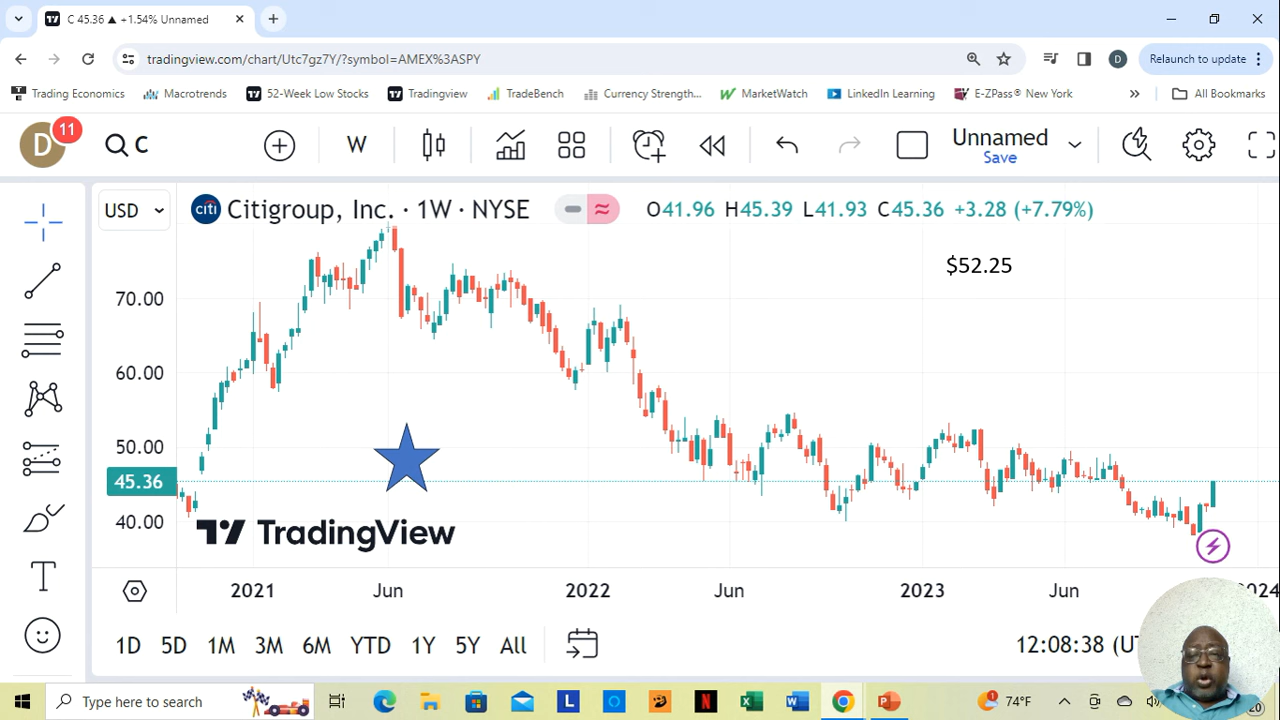 C 45.36 ▲ +1.54% Unnamed
tradingview.com/chart/Utc7gz7Y/?symbol=AMEX%3ASPY
D
Relaunch to update
Trading Economics
Macrotrends
52-Week Low Stocks
Tradingview
TradeBench
Currency Strength...
MarketWatch
LinkedIn Learning
E-ZPass® New York
All Bookmarks
D
11
C
W
Unnamed
Save
USD
citi
Citigroup, Inc. · 1W · NYSE
O41.96 H45.39 L41.93 C45.36 +3.28 (+7.79%)
$52.25
70.00
60.00
50.00
45.36
40.00
TradingView
2021
Jun
2022
Jun
2023
Jun
1D
5D
1M
3M
6M
YTD
1Y
5Y
All
12:08:38 (UT
Type here to search
74°F
20